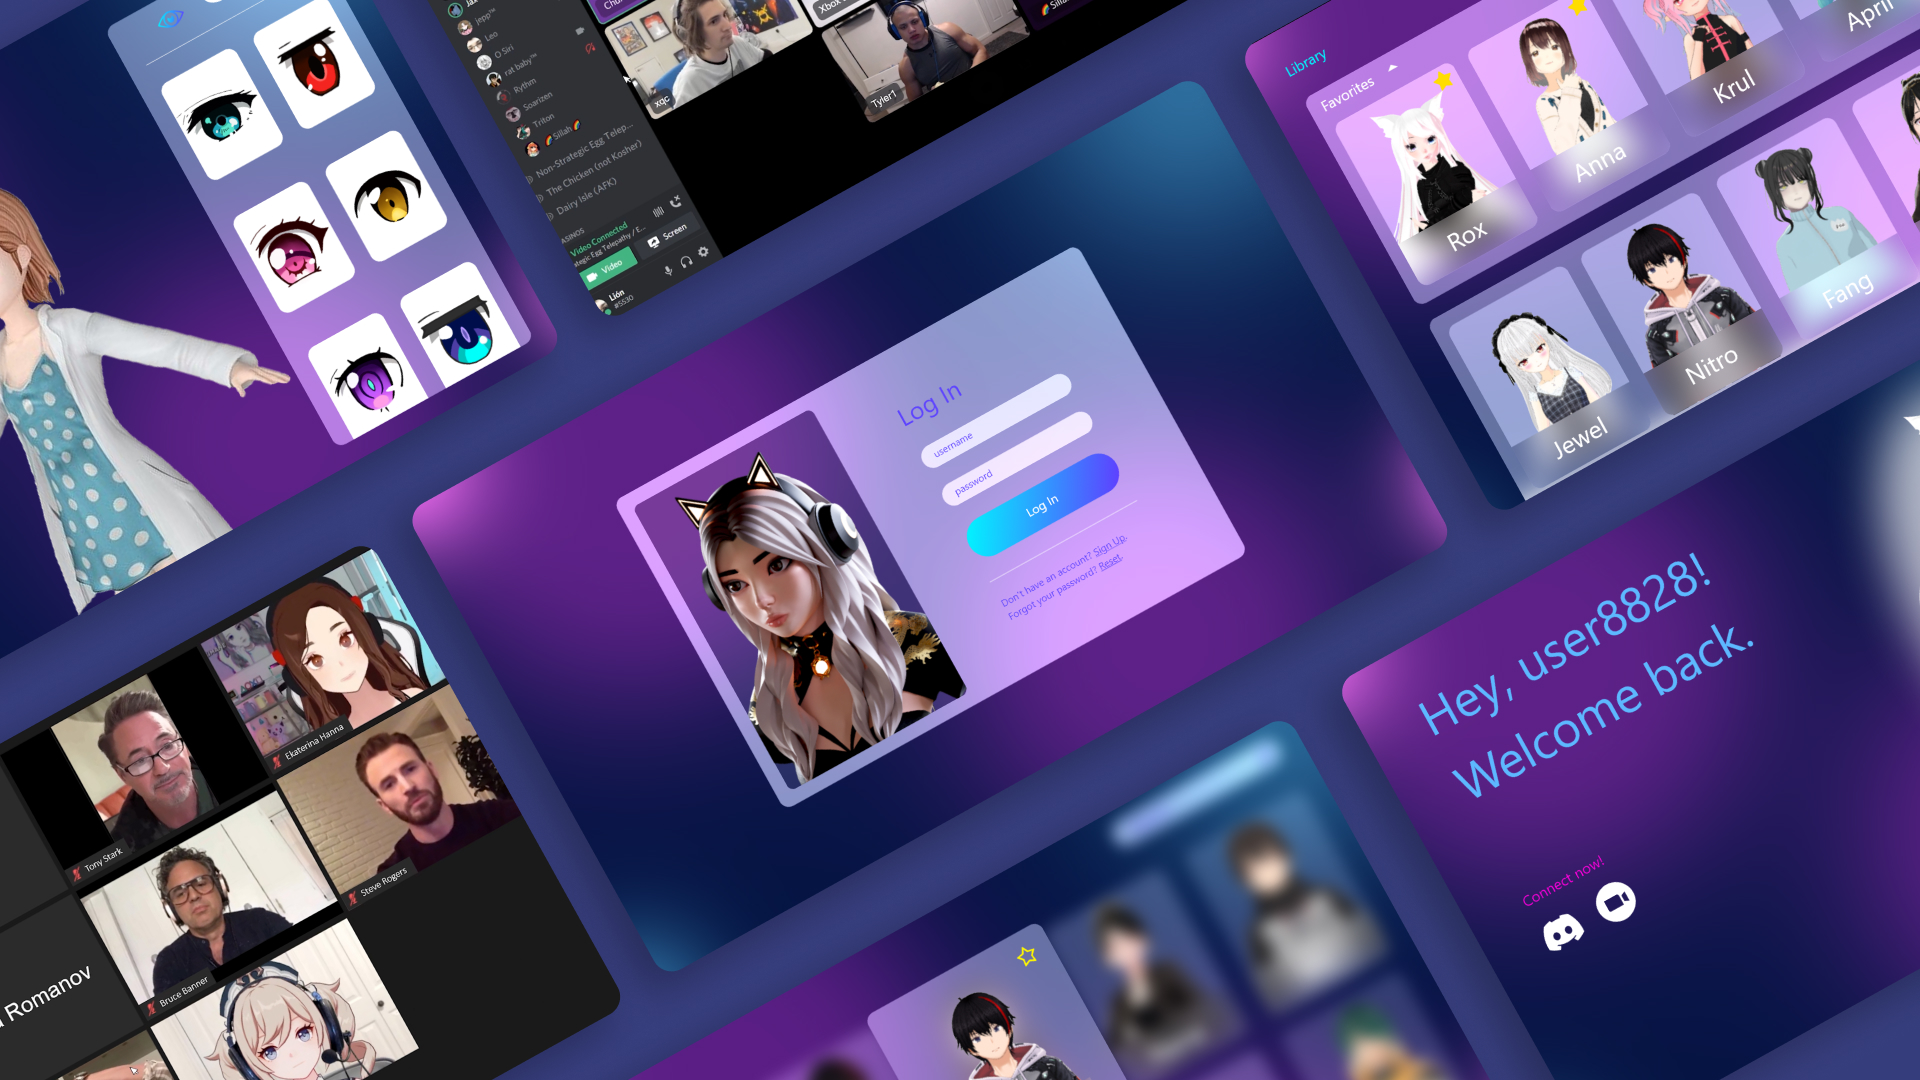 Jax
jepp™
Leo
O Siri
rat baby™
Rythm
Soarizen
Triton
🌈Sillah🌈
Non-Strategic Egg Telep...
The Chicken (not Kosher)
Dairy Isle (AFK)
ASINOS
Video Connected
ategic Egg Telepathy / E...
Video
Screen
Lión
#5530
xqc
Xbox
Tyler1
Library
Favorites
Rox
Anna
Krul
April
Jewel
Nitro
Fang
Log In
username
password
Log In
Don't have an account? Sign Up.
Forgot your password? Reset.
Tony Stark
Ekaterina Hanna
Bruce Banner
Steve Rogers
Romanov
Hey, user8828!
Welcome back.
Connect now!